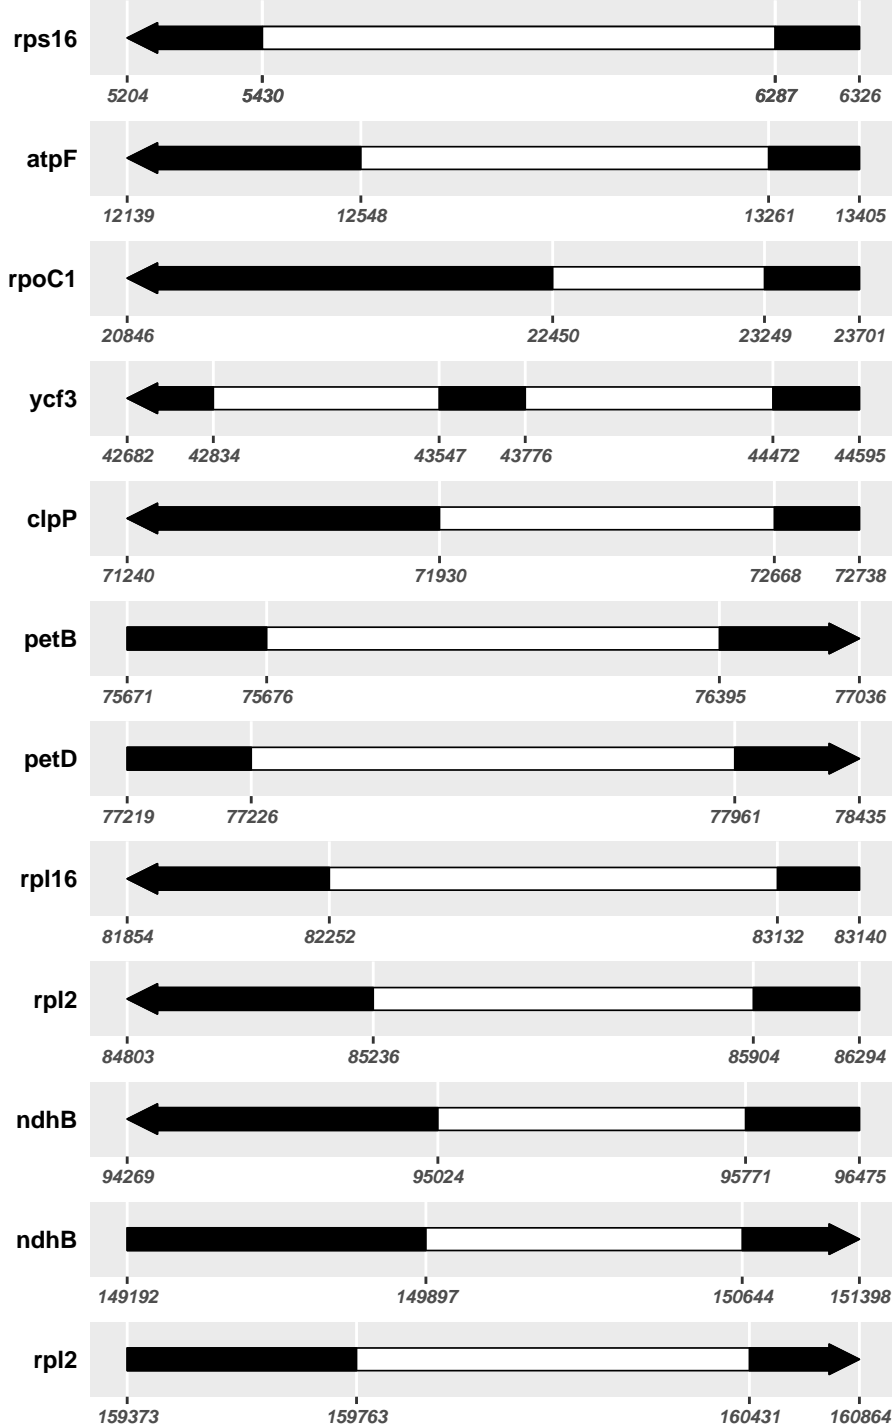 rps16
5204 5430 6287 6326
atpF
12139 12548 13261 13405
rpoC1
20846 22450 23249 23701
ycf3
42682 42834 43547 43776 44472 44595
clpP
71240 71930 72668 72738
petB
75671 75676 76395 77036
petD
77219 77226 77961 78435
rpl16
81854 82252 83132 83140
rpl2
84803 85236 85904 86294
ndhB
94269 95024 95771 96475
ndhB
149192 149897 150644 151398
rpl2
159373 159763 160431 160864